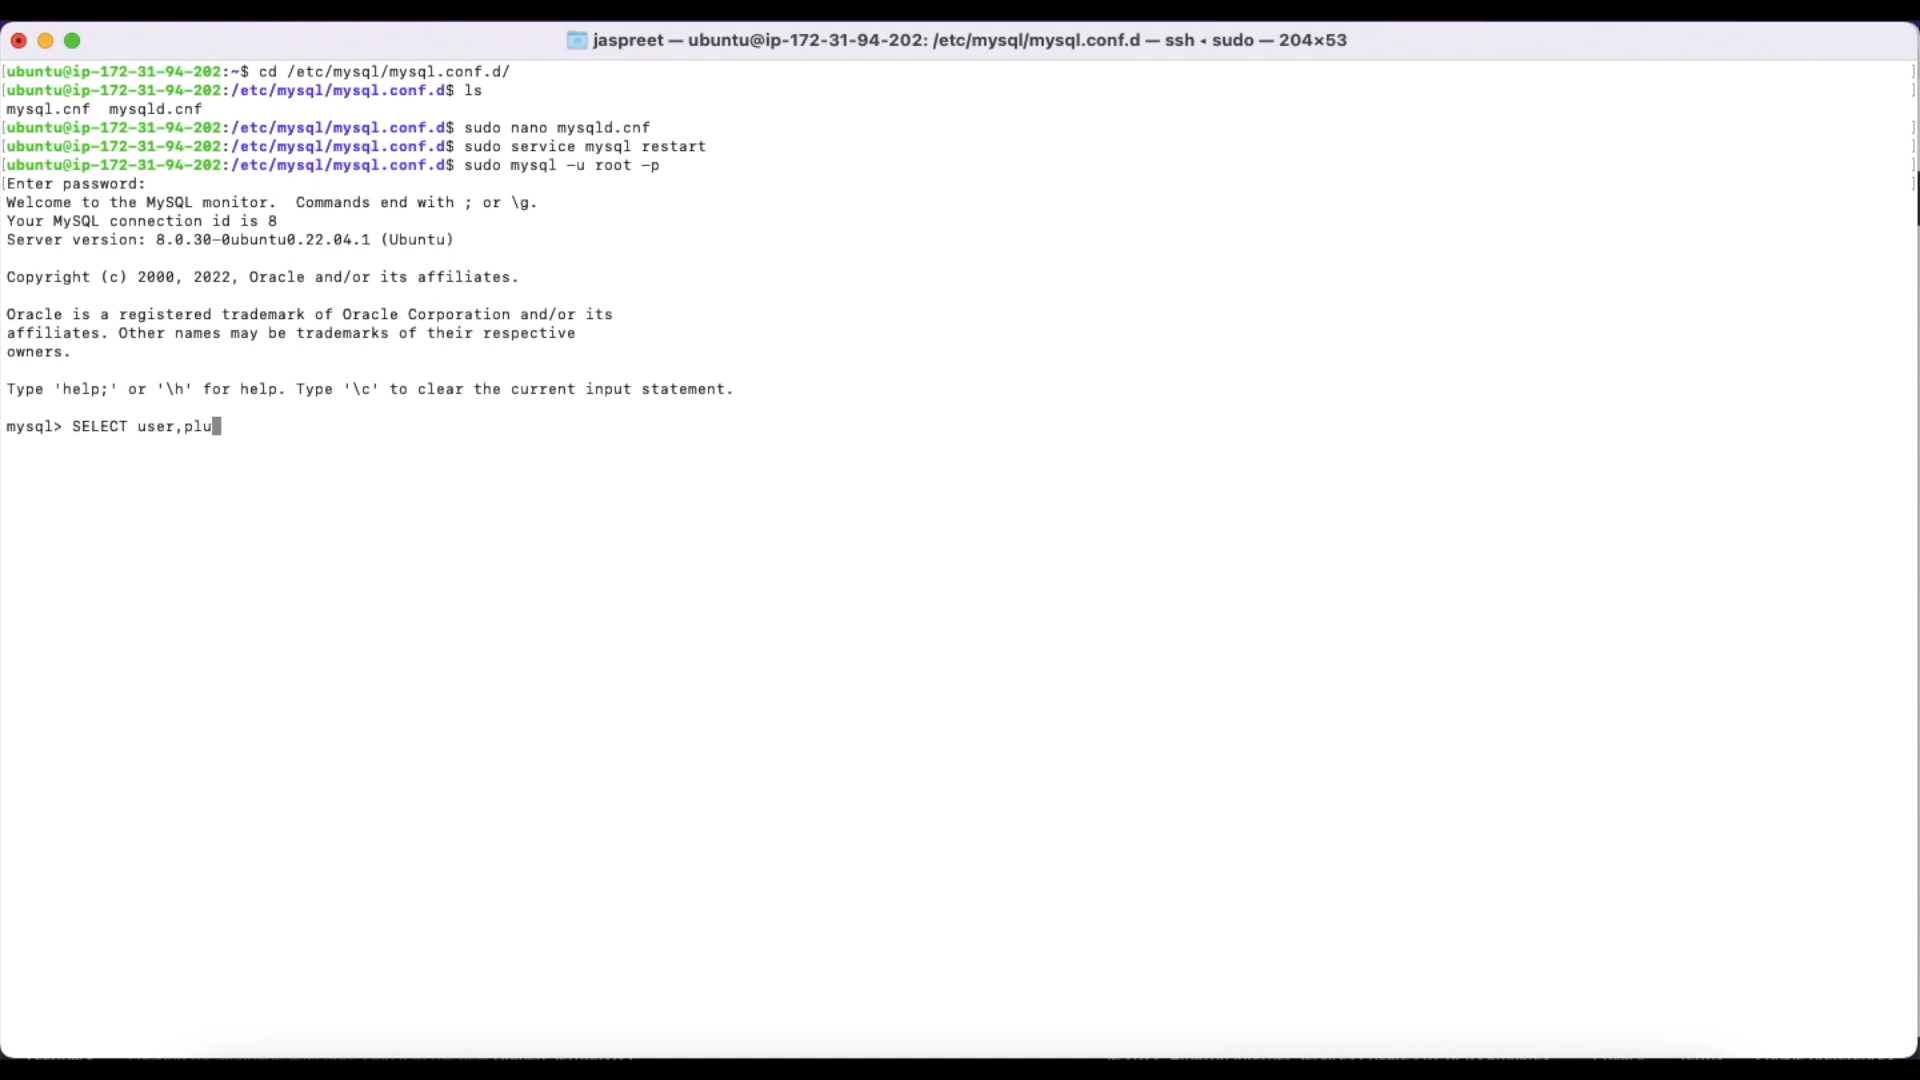 jaspreet — ubuntu@ip-172-31-94-202: /etc/mysql/mysql.conf.d — ssh ◂ sudo — 204×53
[ubuntu@ip-172-31-94-202:~$ cd /etc/mysql/mysql.conf.d/ ]
[ubuntu@ip-172-31-94-202:/etc/mysql/mysql.conf.d$ ls ]
mysql.cnf  mysqld.cnf
[ubuntu@ip-172-31-94-202:/etc/mysql/mysql.conf.d$ sudo nano mysqld.cnf ]
[ubuntu@ip-172-31-94-202:/etc/mysql/mysql.conf.d$ sudo service mysql restart ]
[ubuntu@ip-172-31-94-202:/etc/mysql/mysql.conf.d$ sudo mysql -u root -p ]
[Enter password: ]
Welcome to the MySQL monitor.  Commands end with ; or \g.
Your MySQL connection id is 8
Server version: 8.0.30-0ubuntu0.22.04.1 (Ubuntu)
Copyright (c) 2000, 2022, Oracle and/or its affiliates.
Oracle is a registered trademark of Oracle Corporation and/or its
affiliates. Other names may be trademarks of their respective
owners.
Type 'help;' or '\h' for help. Type '\c' to clear the current input statement.
mysql> SELECT user,plu